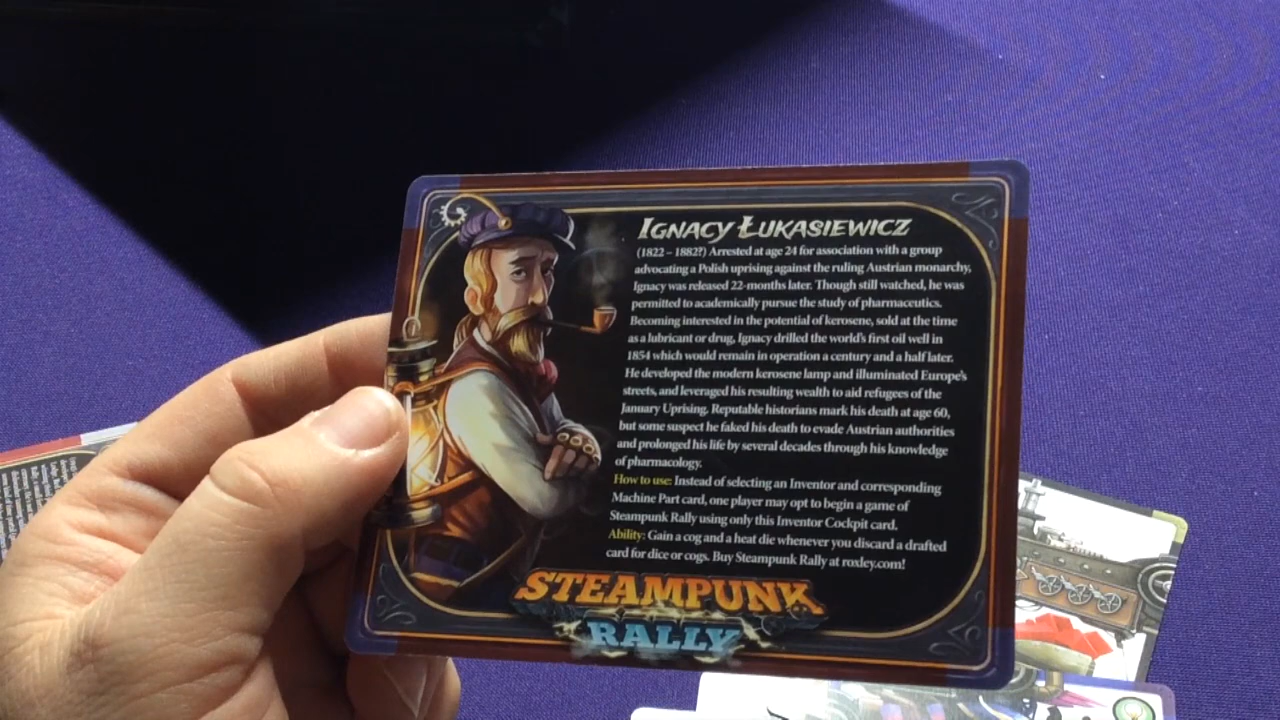 IGNACY ŁUKASIEWICZ
(1822 – 1882?) Arrested at age 24 for association with a group
advocating a Polish uprising against the ruling Austrian monarchy,
Ignacy was released 22-months later. Though still watched, he was
permitted to academically pursue the study of pharmaceutics.
Becoming interested in the potential of kerosene, sold at the time
as a lubricant or drug, Ignacy drilled the world's first oil well in
1854 which would remain in operation a century and a half later.
He developed the modern kerosene lamp and illuminated Europe's
streets, and leveraged his resulting wealth to aid refugees of the
January Uprising. Reputable historians mark his death at age 60,
but some suspect he faked his death to evade Austrian authorities
and prolonged his life by several decades through his knowledge
of pharmacology.
How to use: Instead of selecting an Inventor and corresponding
Machine Part card, one player may opt to begin a game of
Steampunk Rally using only this Inventor Cockpit card.
Ability: Gain a cog and a heat die whenever you discard a drafted
card for dice or cogs. Buy Steampunk Rally at roxley.com!
STEAMPUNK
RALLY